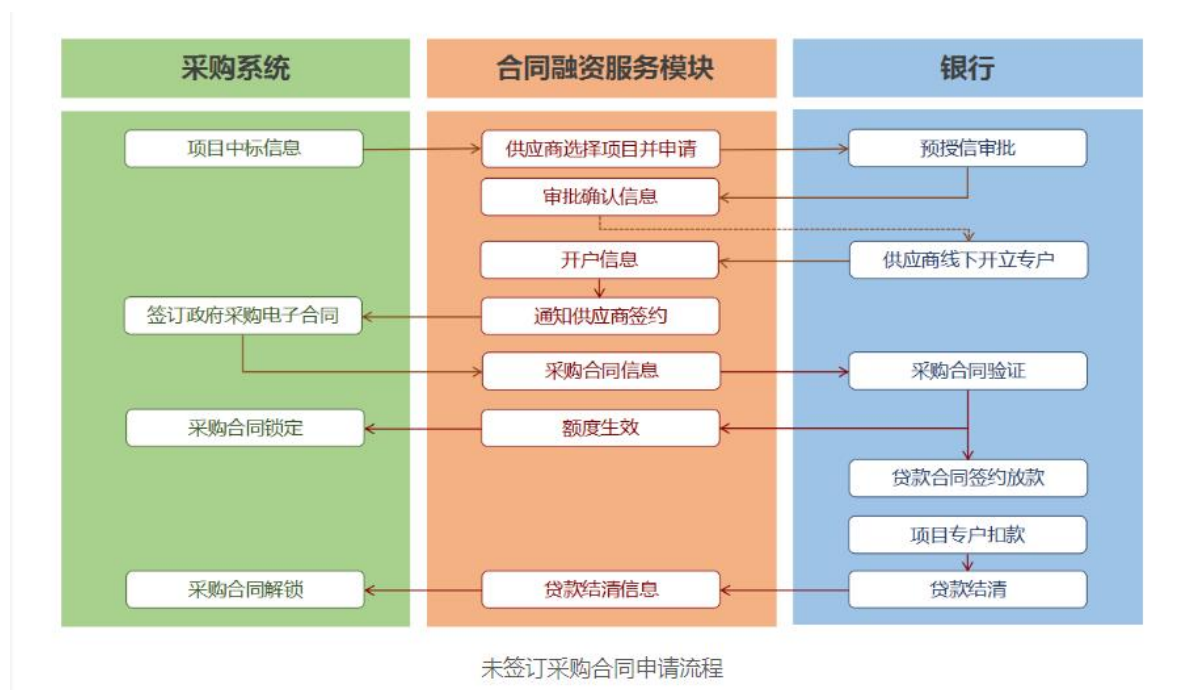 采购系统
合同融资服务模块
银行
项目中标信息
供应商选择项目并申请
预授信审批
审批确认信息
开户信息
供应商线下开立专户
签订政府采购电子合同
通知供应商签约
采购合同信息
采购合同验证
采购合同锁定
额度生效
贷款合同签约放款
项目专户扣款
采购合同解锁
贷款结清信息
贷款结清
未签订采购合同申请流程